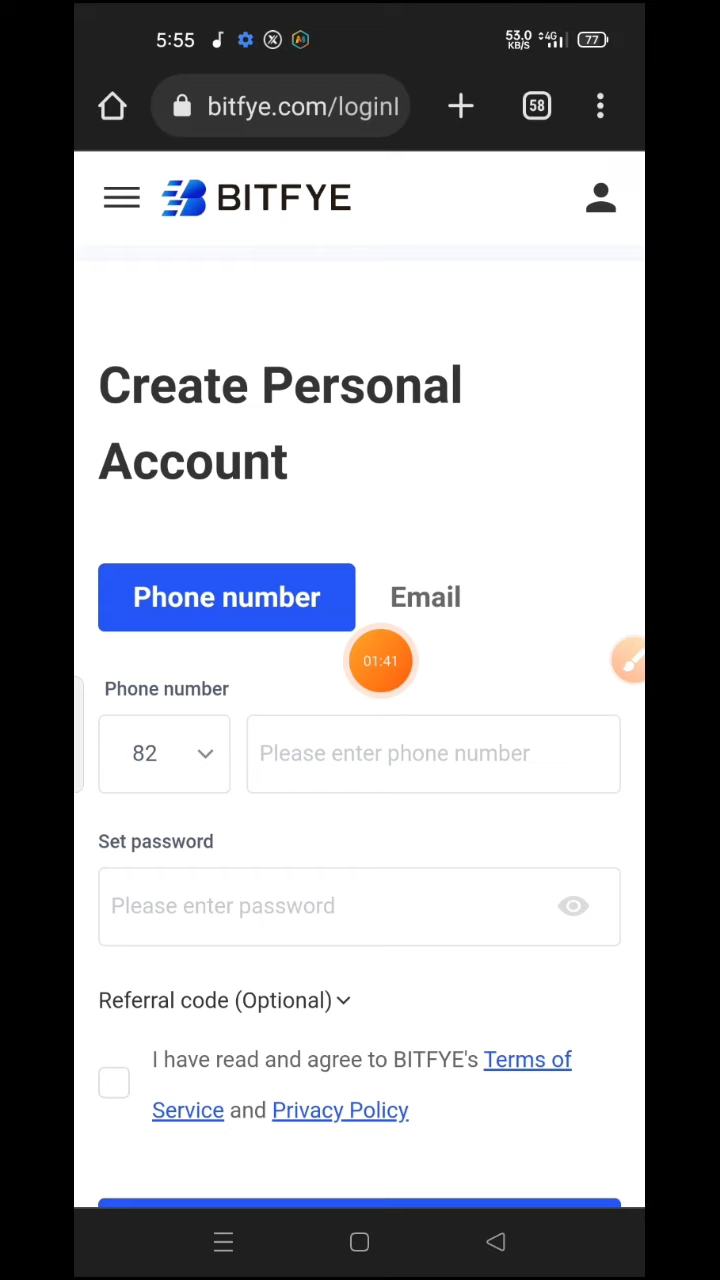 5:55 53.0 KB/S 4G 77
bitfye.com/loginl 58
BITFYE
Create Personal
Account
Phone number Email
01:41
Phone number
82 Please enter phone number
Set password
Please enter password
Referral code (Optional)
I have read and agree to BITFYE's Terms of
Service and Privacy Policy